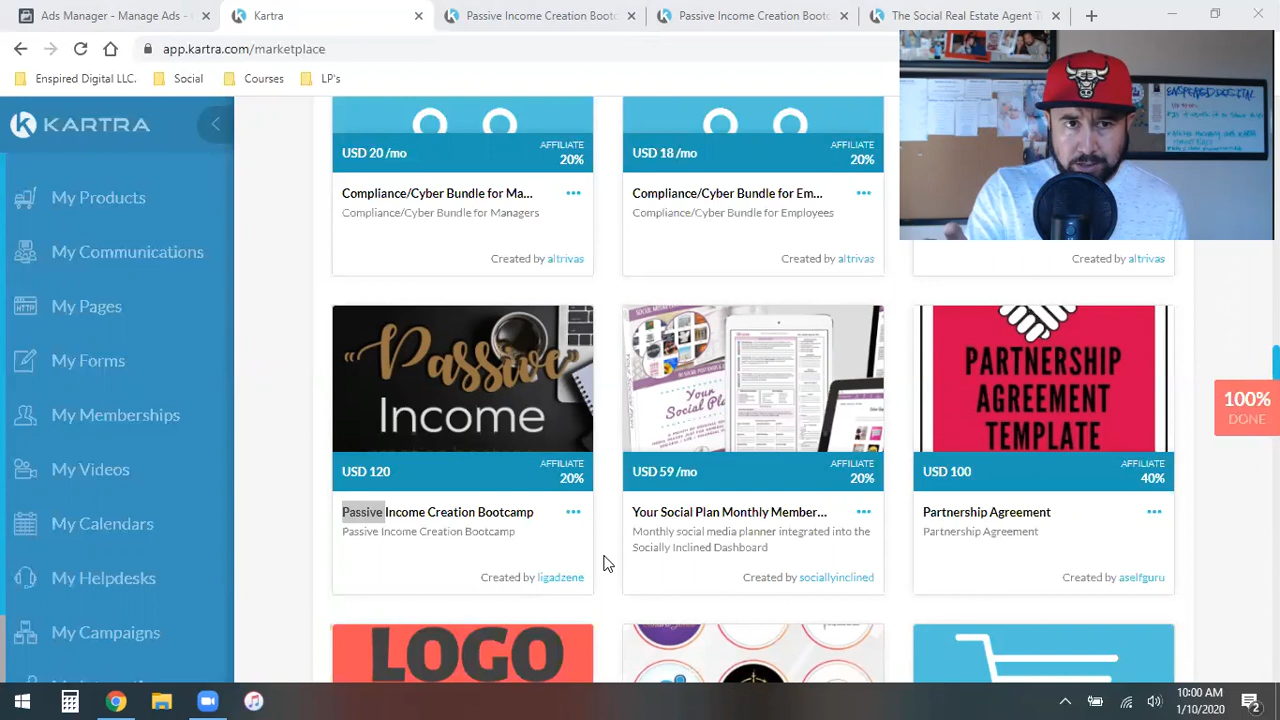 Ads Manager - Manage Ads -
Kartra
Passive Income Creation Bootc
Passive Income Creation Bootc
The Social Real Estate Agent T
app.kartra.com/marketplace
Enspired Digital LLC.
Social
Courses
LP's
KARTRA
My Products
My Communications
My Pages
HTTP
My Forms
My Memberships
My Videos
My Calendars
My Helpdesks
My Campaigns
USD 20 /mo
AFFILIATE
20%
Compliance/Cyber Bundle for Ma...
Compliance/Cyber Bundle for Managers
Created by altrivas
USD 18 /mo
AFFILIATE
20%
Compliance/Cyber Bundle for Em...
Compliance/Cyber Bundle for Employees
Created by altrivas
Created by altrivas
"Passive
Income
USD 120
AFFILIATE
20%
Passive Income Creation Bootcamp
Passive Income Creation Bootcamp
Created by ligadzene
Your
Social Pla
USD 59 /mo
AFFILIATE
20%
Your Social Plan Monthly Member...
Monthly social media planner integrated into the
Socially Inclined Dashboard
Created by sociallyinclined
PARTNERSHIP
AGREEMENT
TEMPLATE
USD 100
AFFILIATE
40%
Partnership Agreement
Partnership Agreement
Created by aselfguru
LOGO
100%
DONE
10:00 AM
1/10/2020
2